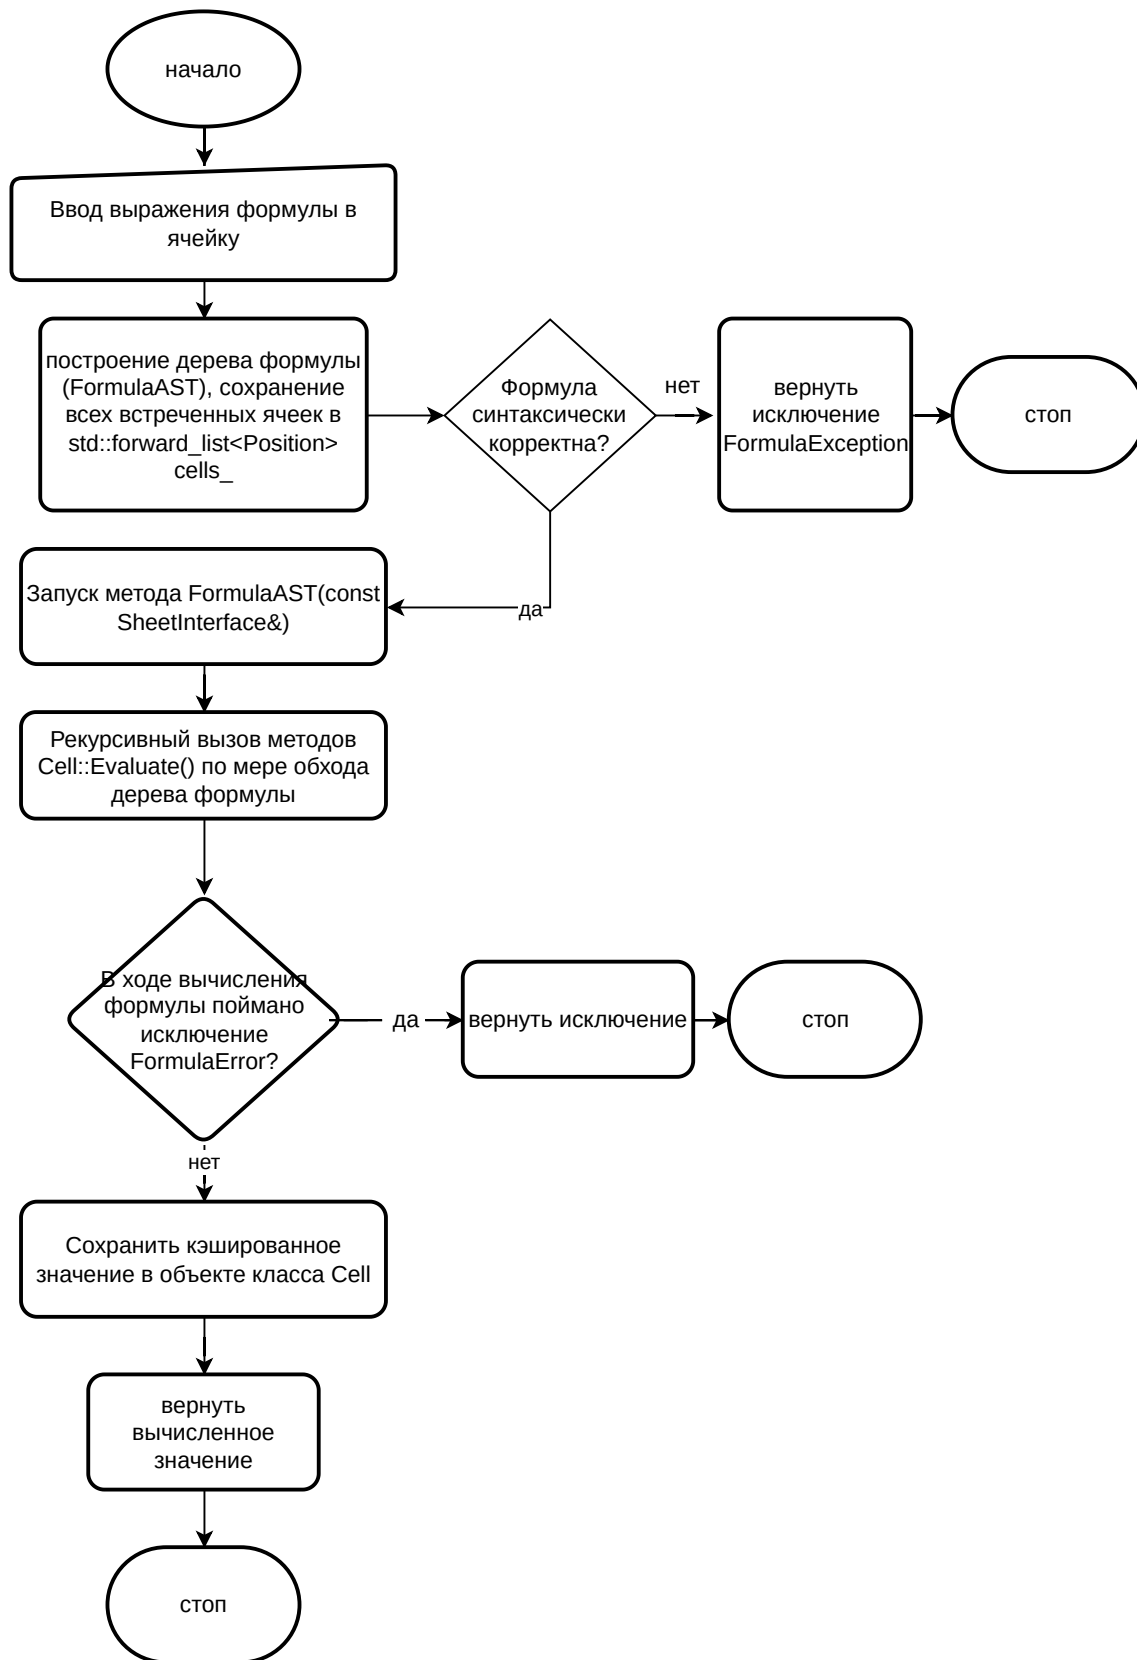 начало
Ввод выражения формулы в
ячейку
построение дерева формулы
(FormulaAST), сохранение
всех встреченных ячеек в
std::forward_list<Position>
cells_
Формула
синтаксически
корректна?
нет
вернуть
исключение
FormulaException
стоп
да
Запуск метода FormulaAST(const
SheetInterface&)
Рекурсивный вызов методов
Cell::Evaluate() по мере обхода
дерева формулы
В ходе вычисления
формулы поймано
исключение
FormulaError?
да
вернуть исключение
стоп
нет
Сохранить кэшированное
значение в объекте класса Cell
вернуть
вычисленное
значение
стоп